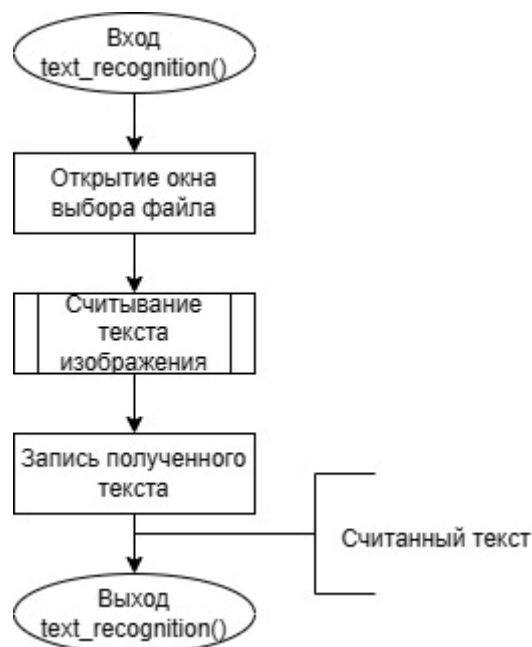 Вход
text_recognition()
Открытие окна
выбора файла
Считывание
текста
изображения
Запись полученного
текста
Считанный текст
Выход
text_recognition()